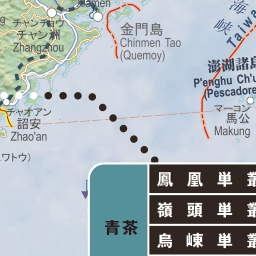 チャンチョウ
チャン洲
Zhangzhou
Xiamen
金門島
Chinmen Tao
(Quemoy)
海峡
Taiwa
澎湖諸島
P'enghu Ch'ü
(Pescadore
マーコン
馬公
Makung
チャオアン
詔安
Zhao'an
ワトウ)
青茶
鳳凰単叢
嶺頭単叢
烏崠単叢